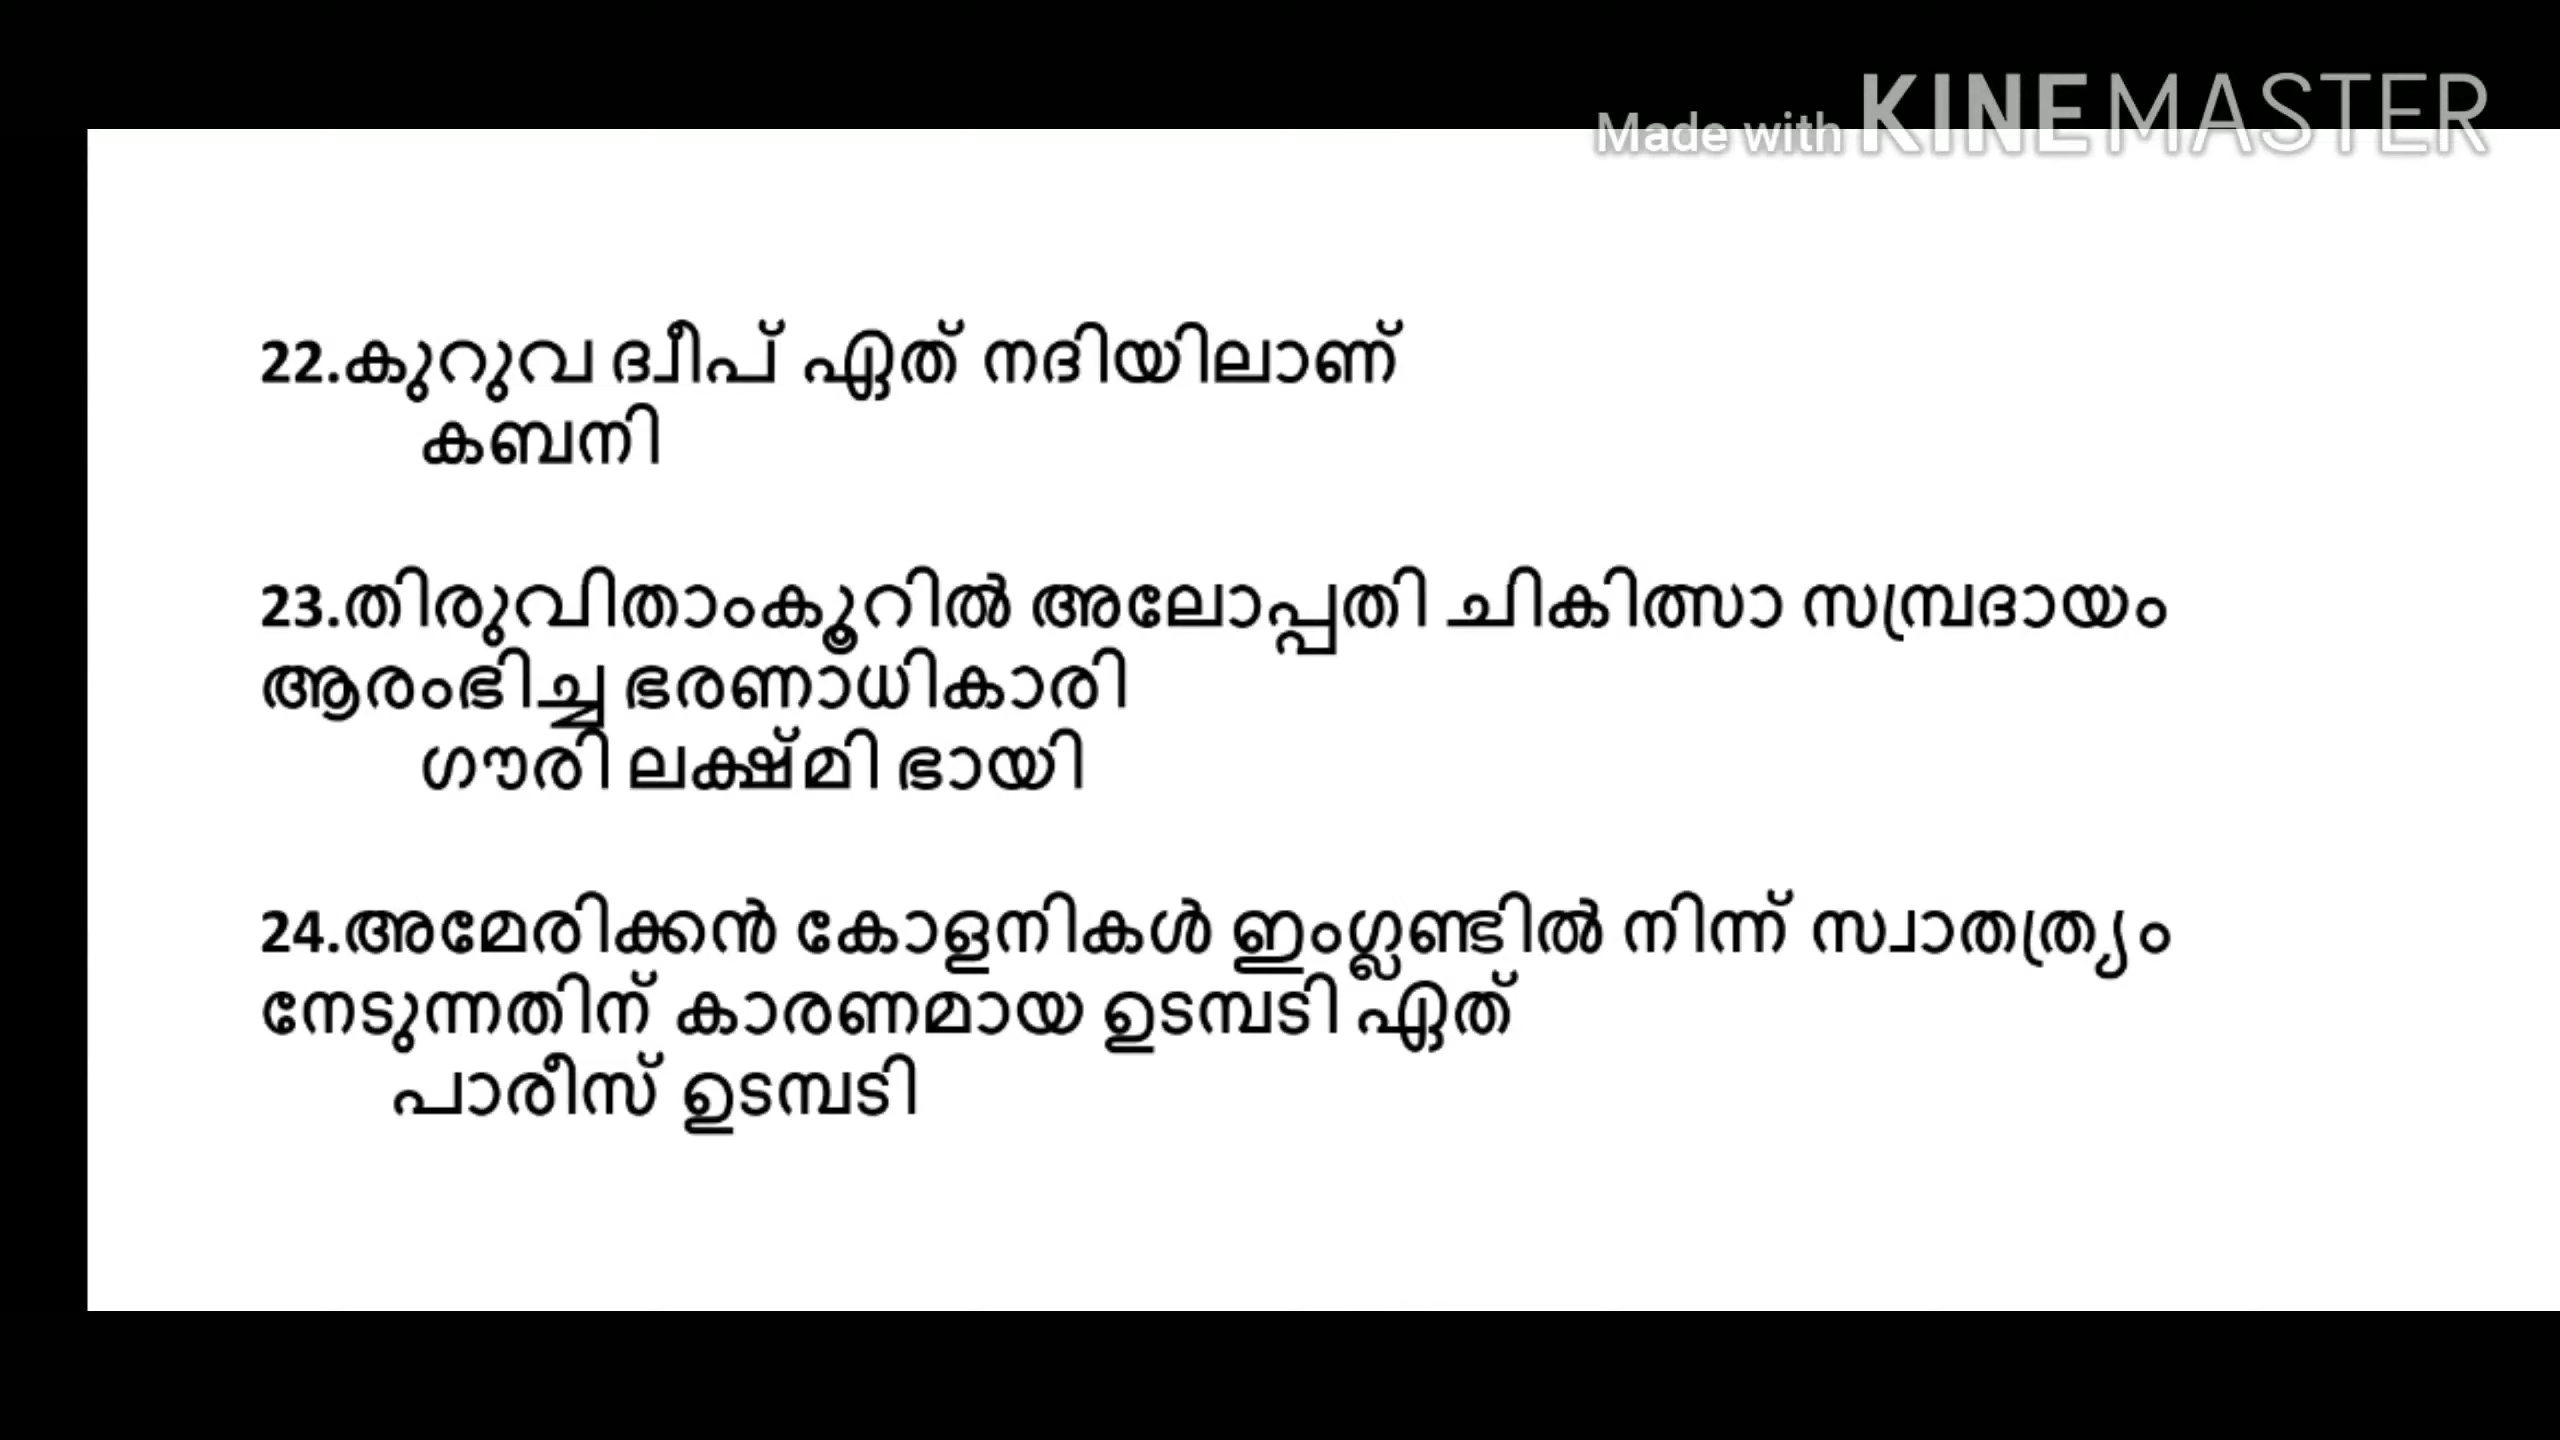 Made with KINEMASTER
22.കുറുവ ദ്വീപ് ഏത് നദിയിലാണ്
കബനി
23.തിരുവിതാംകൂറിൽ അലോപ്പതി ചികിത്സാ സമ്പ്രദായം
ആരംഭിച്ച ഭരണാധികാരി
ഗൗരി ലക്ഷ്മി ഭായി
24.അമേരിക്കൻ കോളനികൾ ഇംഗ്ലണ്ടിൽ നിന്ന് സ്വാതത്ര്യം
നേടുന്നതിന് കാരണമായ ഉടമ്പടി ഏത്
പാരീസ് ഉടമ്പടി